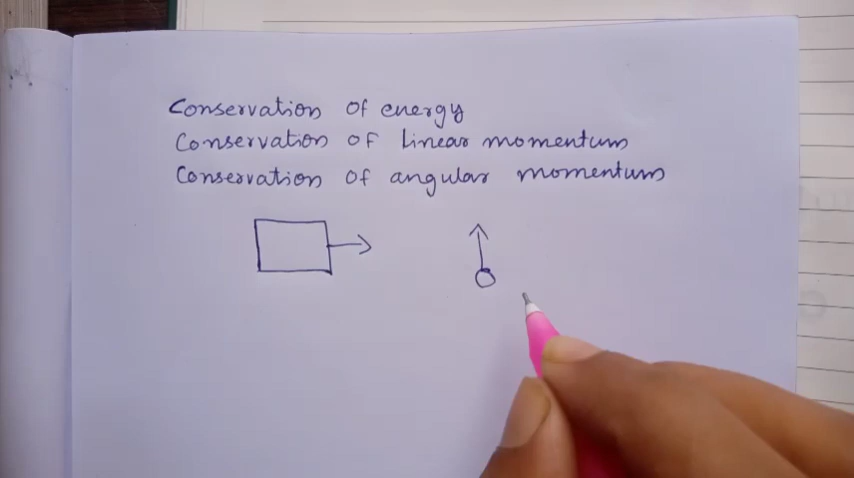 Conservation of energy
Conservation of linear momentum
Conservation of angular momentum